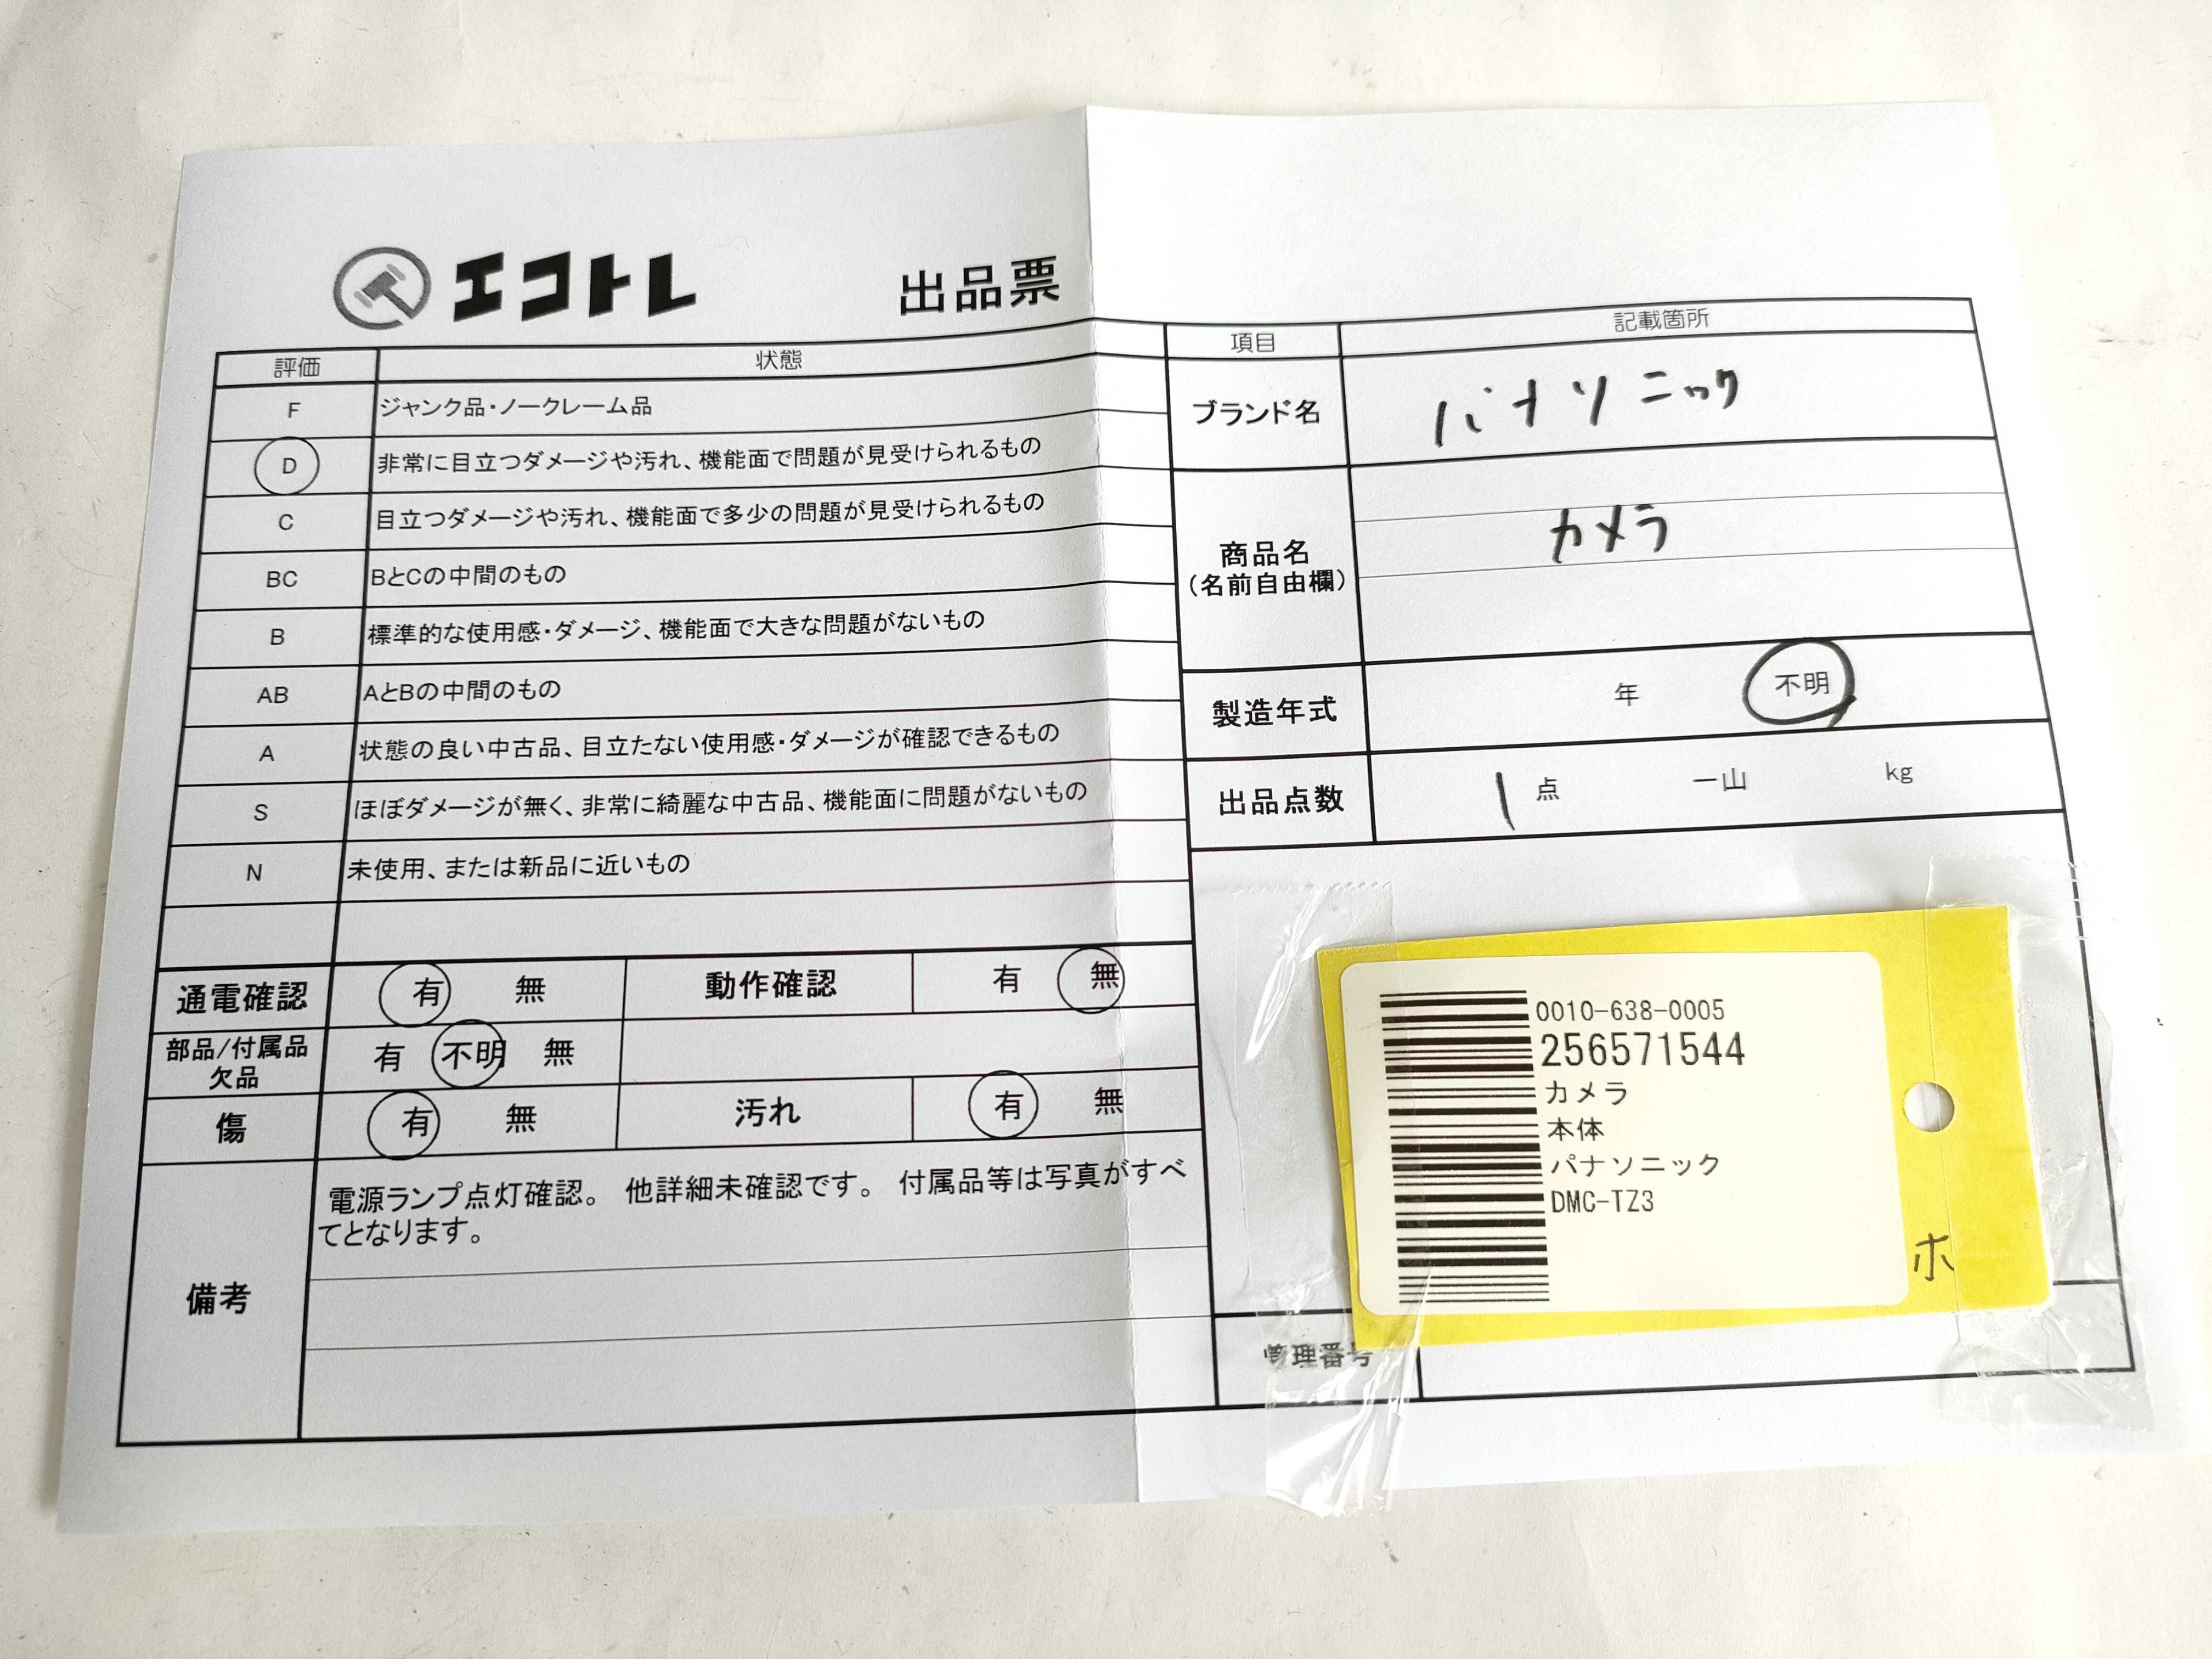 エコトレ 出品票
評価 状態
F ジャンク品・ノークレーム品
D 非常に目立つダメージや汚れ、機能面で問題が見受けられるもの
C 目立つダメージや汚れ、機能面で多少の問題が見受けられるもの
BC BとCの中間のもの
B 標準的な使用感・ダメージ、機能面で大きな問題がないもの
AB AとBの中間のもの
A 状態の良い中古品、目立たない使用感・ダメージが確認できるもの
S ほぼダメージが無く、非常に綺麗な中古品、機能面に問題がないもの
N 未使用、または新品に近いもの
通電確認 有 無 動作確認 有 無
部品/付属品
欠品
有 不明 無
傷 有 無 汚れ 有 無
備考
電源ランプ点灯確認。 他詳細未確認です。 付属品等は写真がすべ
てとなります。
項目 記載箇所
ブランド名 パナソニック
商品名
(名前自由欄)
カメラ
製造年式 年 不明
出品点数 1 点 一山 kg
0010-638-0005
256571544
カメラ
本体
パナソニック
DMC-TZ3
ホ
管理番号